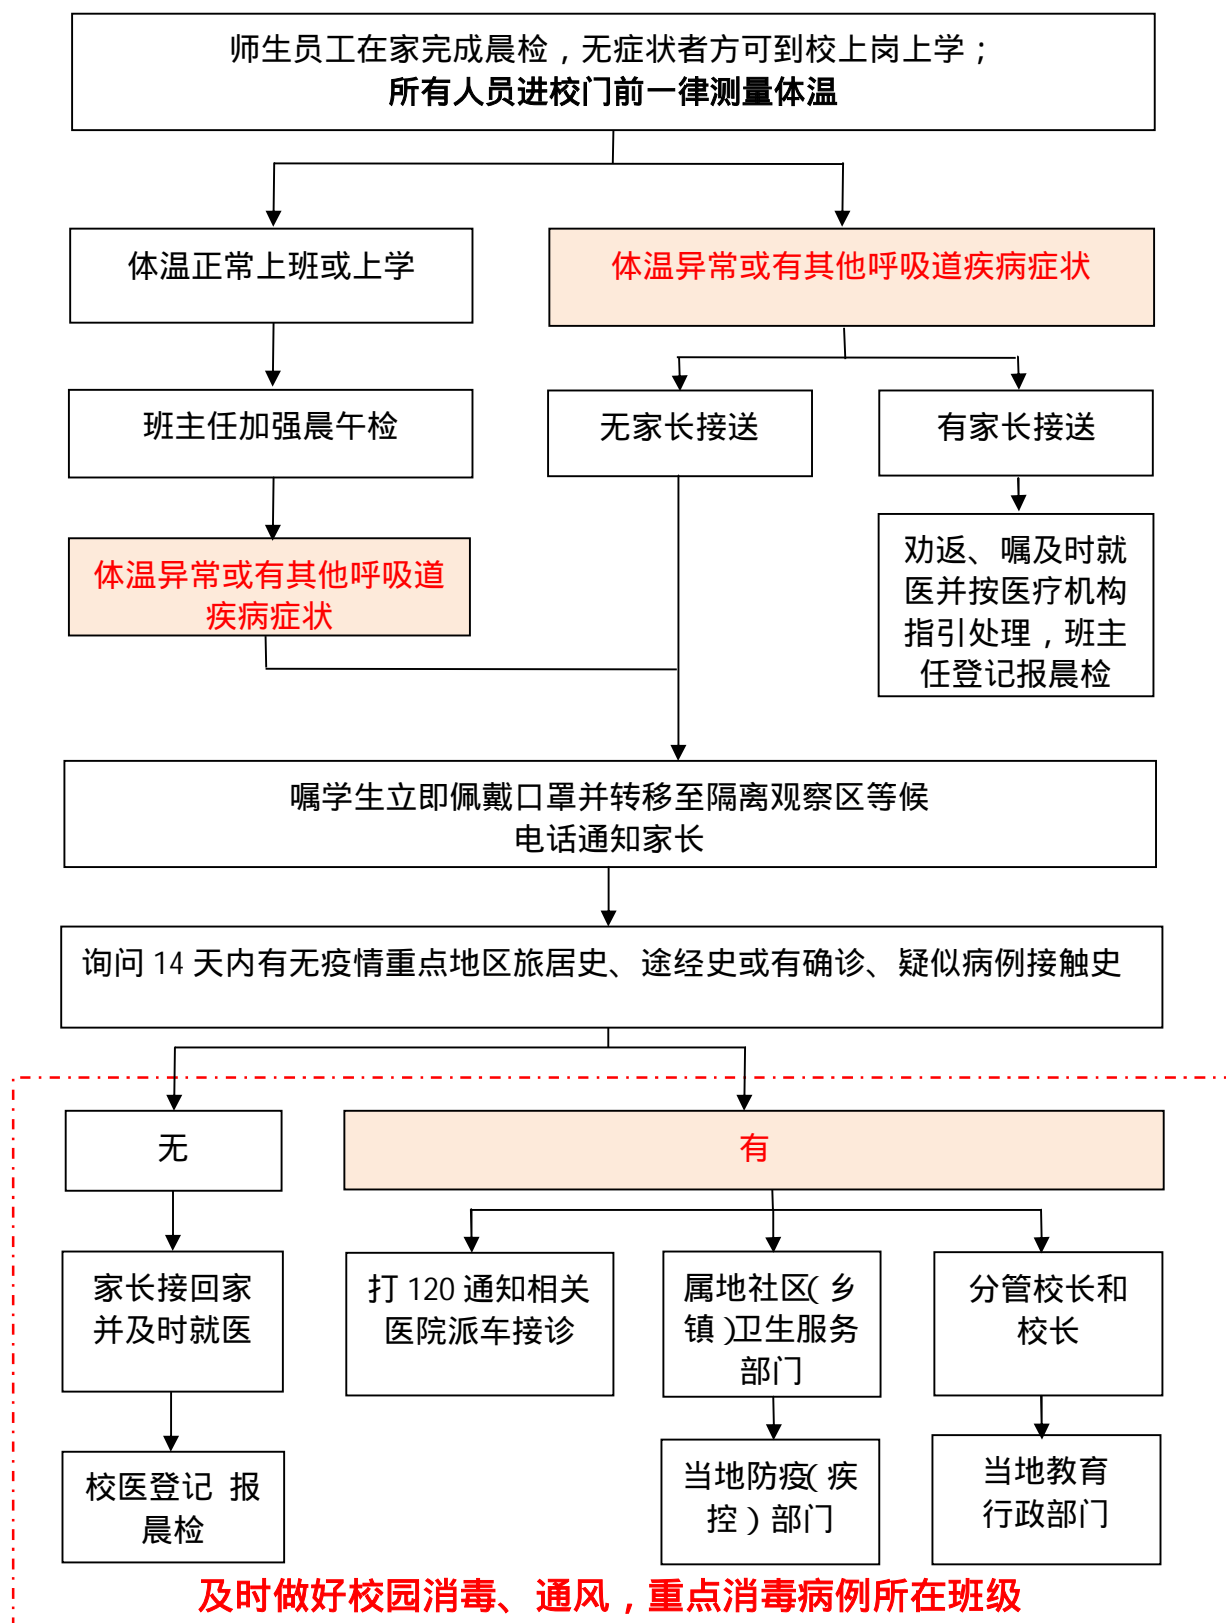 师生员工在家完成晨检，无症状者方可到校上岗上学；
所有人员进校门前一律测量体温
体温正常上班或上学
体温异常或有其他呼吸道疾病症状
班主任加强晨午检
无家长接送
有家长接送
体温异常或有其他呼吸道
疾病症状
劝返、嘱及时就
医并按医疗机构
指引处理，班主
任登记报晨检
嘱学生立即佩戴口罩并转移至隔离观察区等候
电话通知家长
询问 14 天内有无疫情重点地区旅居史、途经史或有确诊、疑似病例接触史
无
有
家长接回家
并及时就医
打 120 通知相关
医院派车接诊
属地社区（乡
镇）卫生服务
部门
分管校长和
校长
校医登记 报
晨检
当地防疫（疾
控）部门
当地教育
行政部门
及时做好校园消毒、通风，重点消毒病例所在班级